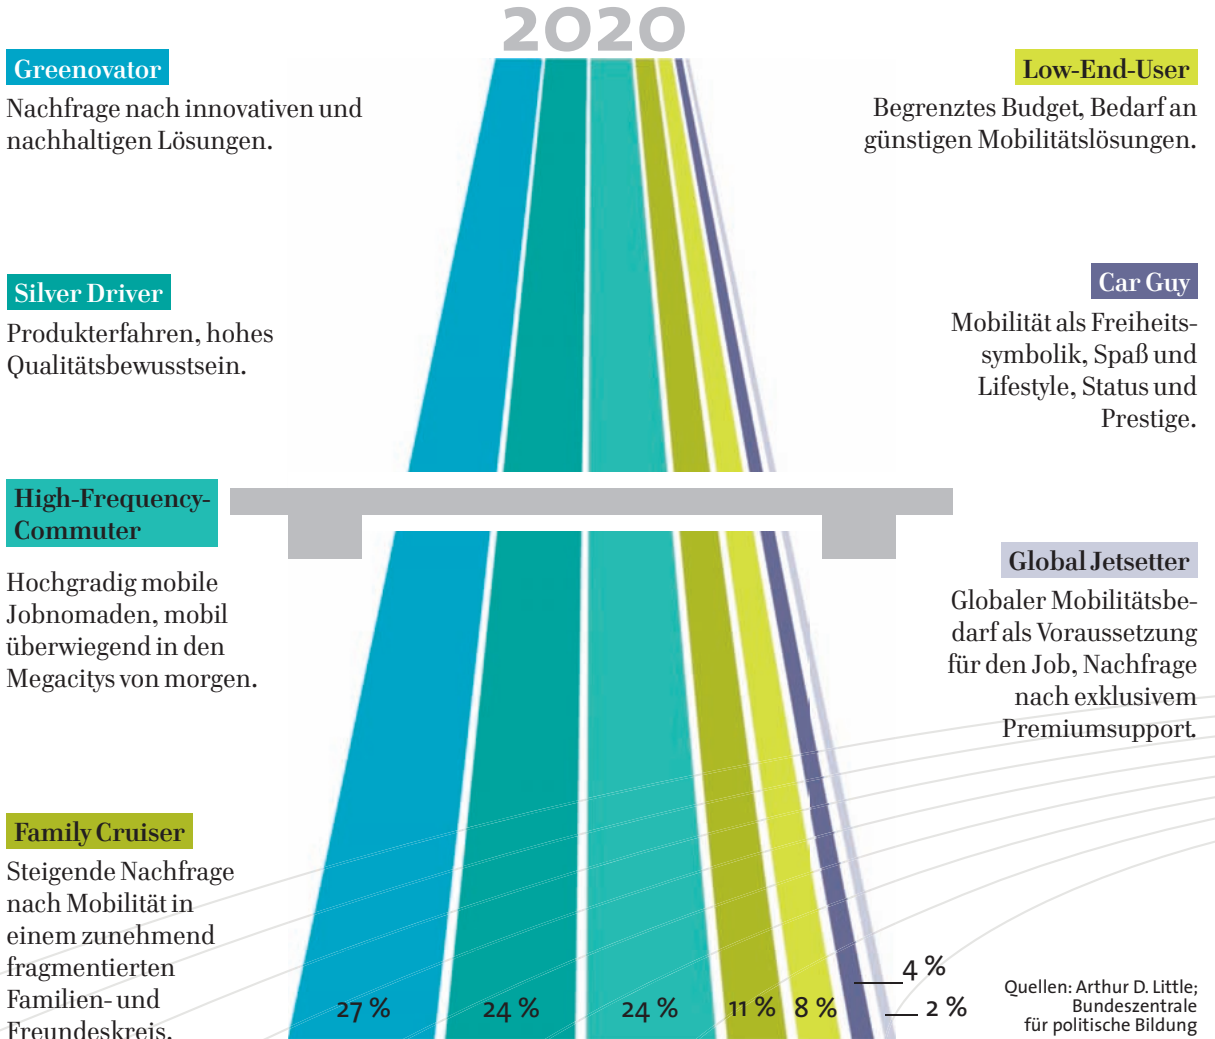 2020
Greenovator
Nachfrage nach innovativen und
nachhaltigen Lösungen.
Silver Driver
Produkterfahren, hohes
Qualitätsbewusstsein.
High-Frequency-
Commuter
Hochgradig mobile
Jobnomaden, mobil
überwiegend in den
Megacitys von morgen.
Family Cruiser
Steigende Nachfrage
nach Mobilität in
einem zunehmend
fragmentierten
Familien- und
Freundeskreis.
Low-End-User
Begrenztes Budget, Bedarf an
günstigen Mobilitätslösungen.
Car Guy
Mobilität als Freiheits-
symbolik, Spaß und
Lifestyle, Status und
Prestige.
Global Jetsetter
Globaler Mobilitätsbe-
darf als Voraussetzung
für den Job, Nachfrage
nach exklusivem
Premiumsupport.
27 %
24 %
24 %
11 %
8 %
4 %
2 %
Quellen: Arthur D. Little;
Bundeszentrale
für politische Bildung